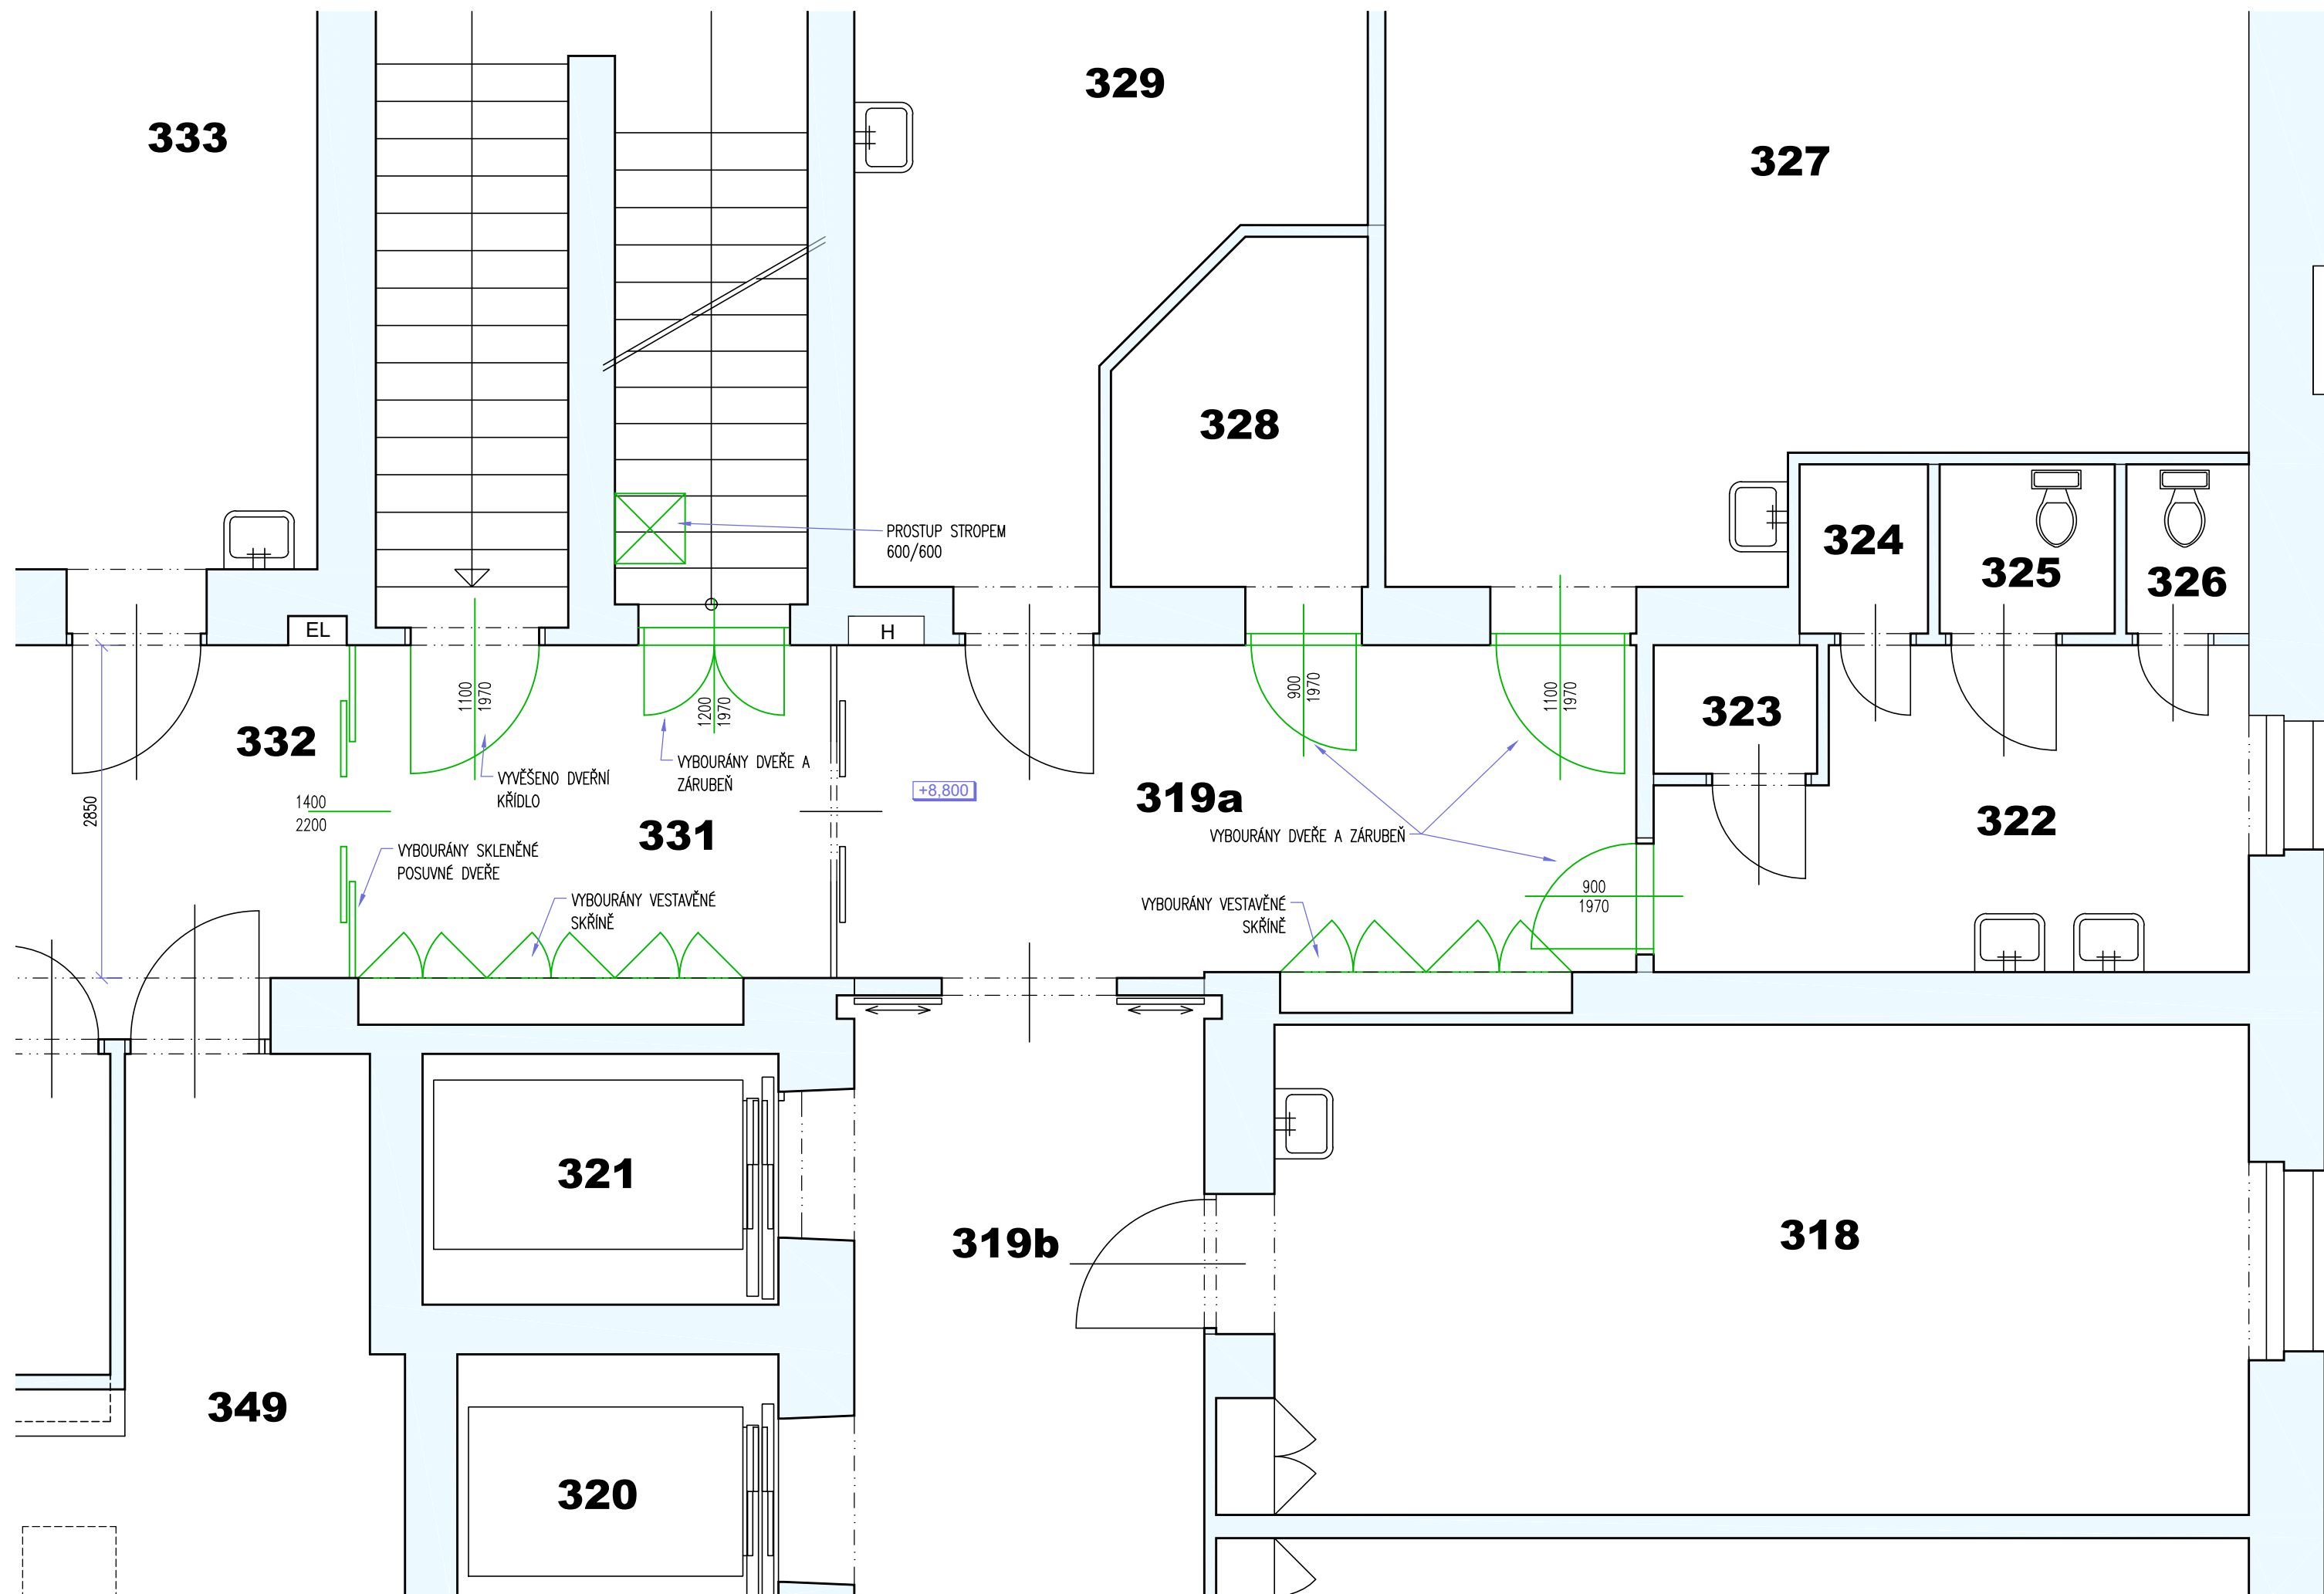 329
333
327
328
PROSTUP STROPEM
600/600
324
325
326
EL
H
1100
1970
1200
1970
900
1970
1100
1970
323
332
VYBOURÁNY DVEŘE A
ZÁRUBEŇ
VYVĚŠENO DVEŘNÍ
KŘÍDLO
+8,800
319a
2850
1400
2200
331
322
VYBOURÁNY DVEŘE A ZÁRUBEŇ
VYBOURÁNY SKLENĚNÉ
POSUVNÉ DVEŘE
VYBOURÁNY VESTAVĚNÉ
SKŘÍNĚ
VYBOURÁNY VESTAVĚNÉ
SKŘÍNĚ
900
1970
321
319b
318
349
320